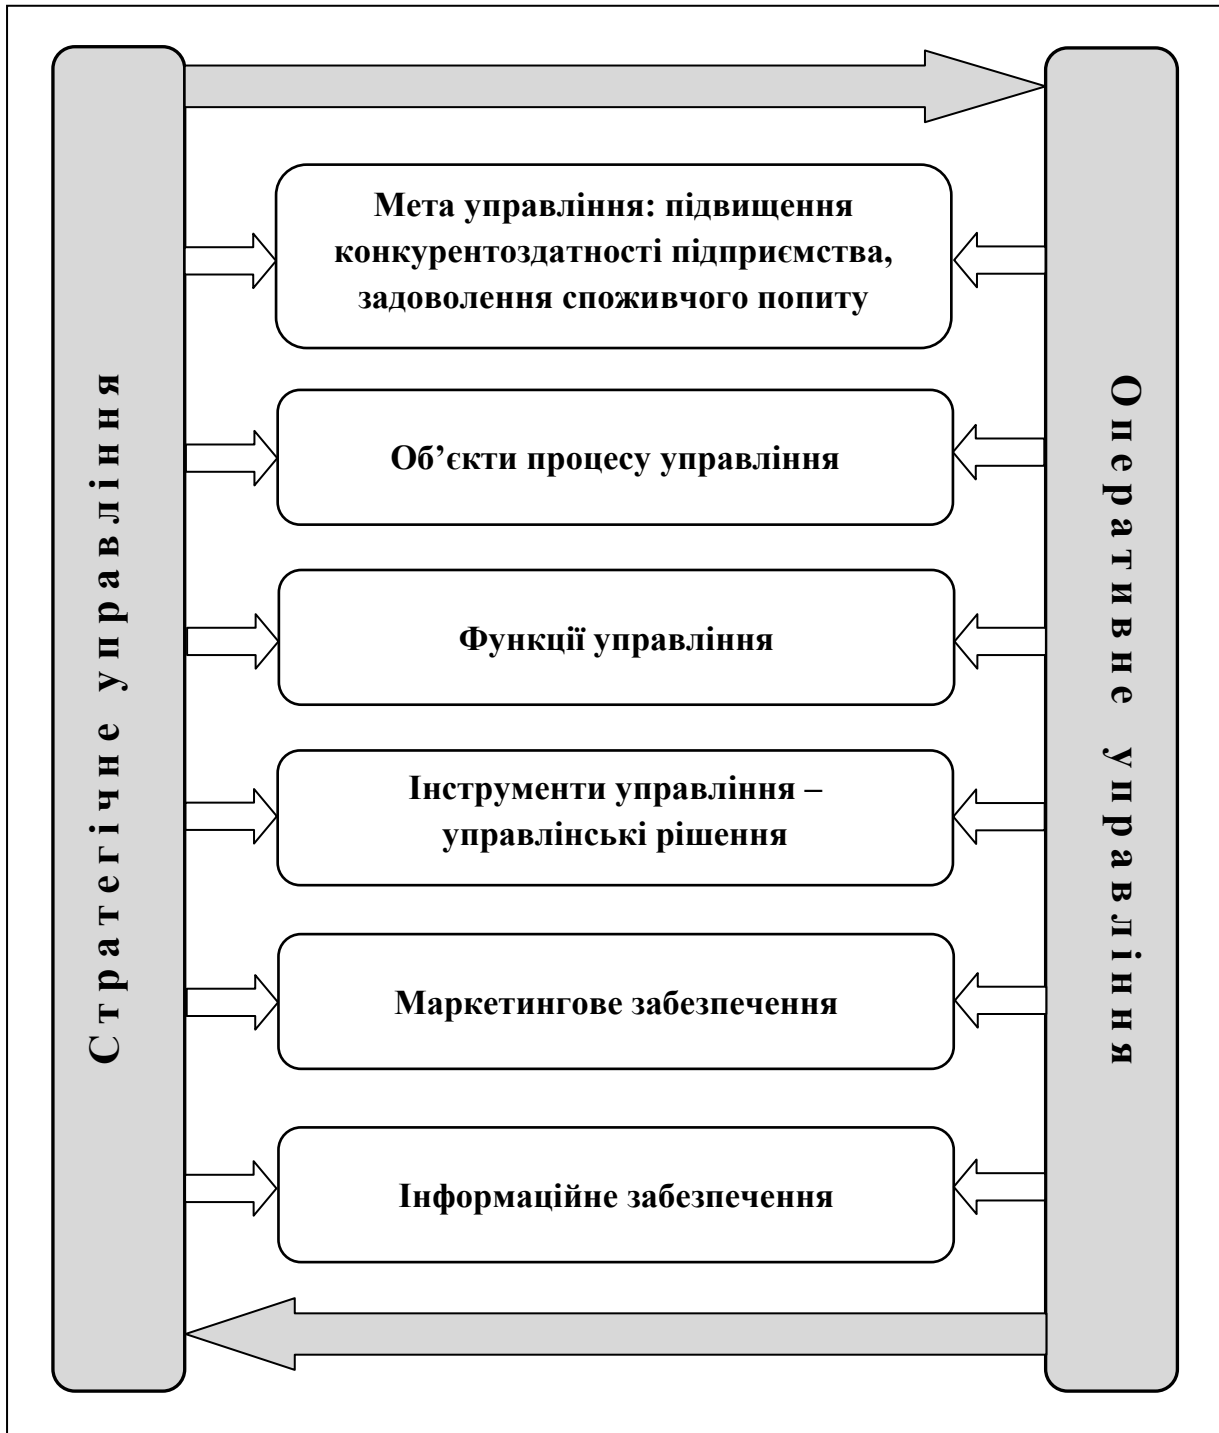 Стратегічне управління
Мета управління: підвищення
конкурентоздатності підприємства,
задоволення споживчого попиту
Об’єкти процесу управління
Функції управління
Інструменти управління –
управлінські рішення
Маркетингове забезпечення
Інформаційне забезпечення
Оперативне управління